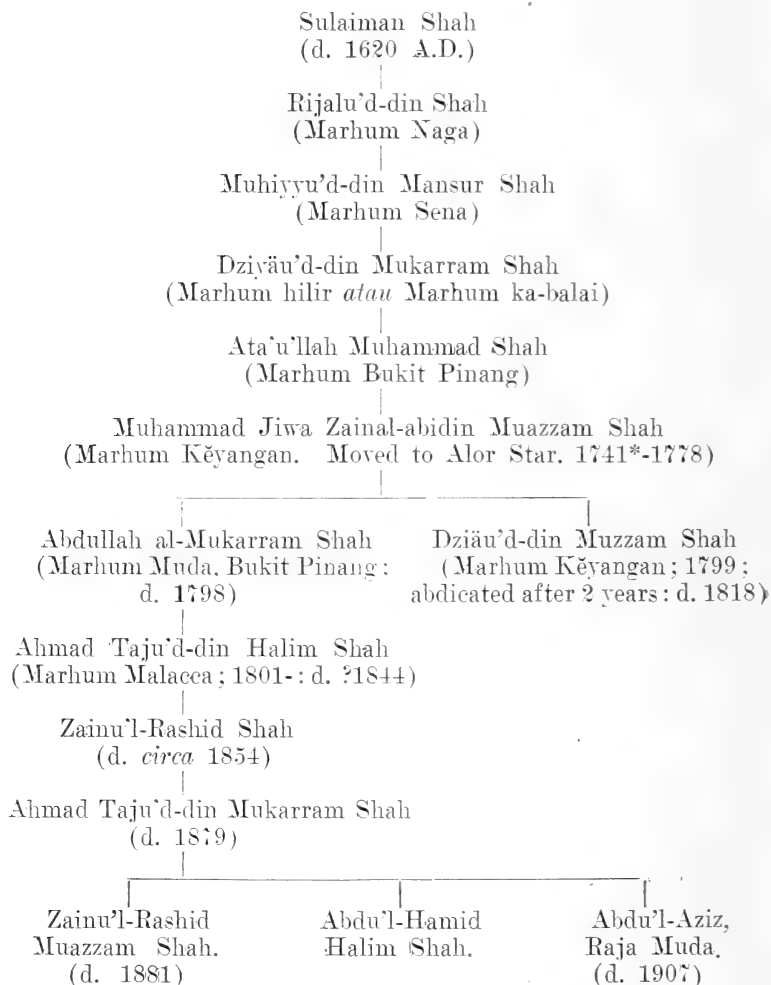 Sulaiman Shah
(d. 1620 A.D.)
Rijalu'd-din Shah
(Marhum Naga)
Muhiyyu'd-din Mansur Shah
(Marhum Sena)
Dziyäu'd-din Mukarram Shah
(Marhum hilir atau Marhum ka-balai)
Ata'u'llah Muhammad Shah
(Marhum Bukit Pinang)
Muhammad Jiwa Zainal-abidin Muazzam Shah
(Marhum Kĕyangan. Moved to Alor Star. 1741*-1778)
Abdullah al-Mukarram Shah
(Marhum Muda, Bukit Pinang:
d. 1798)
Dziäu'd-din Muzzam Shah
(Marhum Kĕyangan; 1799;
abdicated after 2 years: d. 1818)
Ahmad Taju'd-din Halim Shah
(Marhum Malacca; 1801-: d. ?1844)
Zainu'l-Rashid Shah
(d. circa 1854)
Ahmad Taju'd-din Mukarram Shah
(d. 1879)
Zainu'l-Rashid
Muazzam Shah.
(d. 1881)
Abdu'l-Hamid
Halim Shah.
Abdu'l-Aziz,
Raja Muda.
(d. 1907)